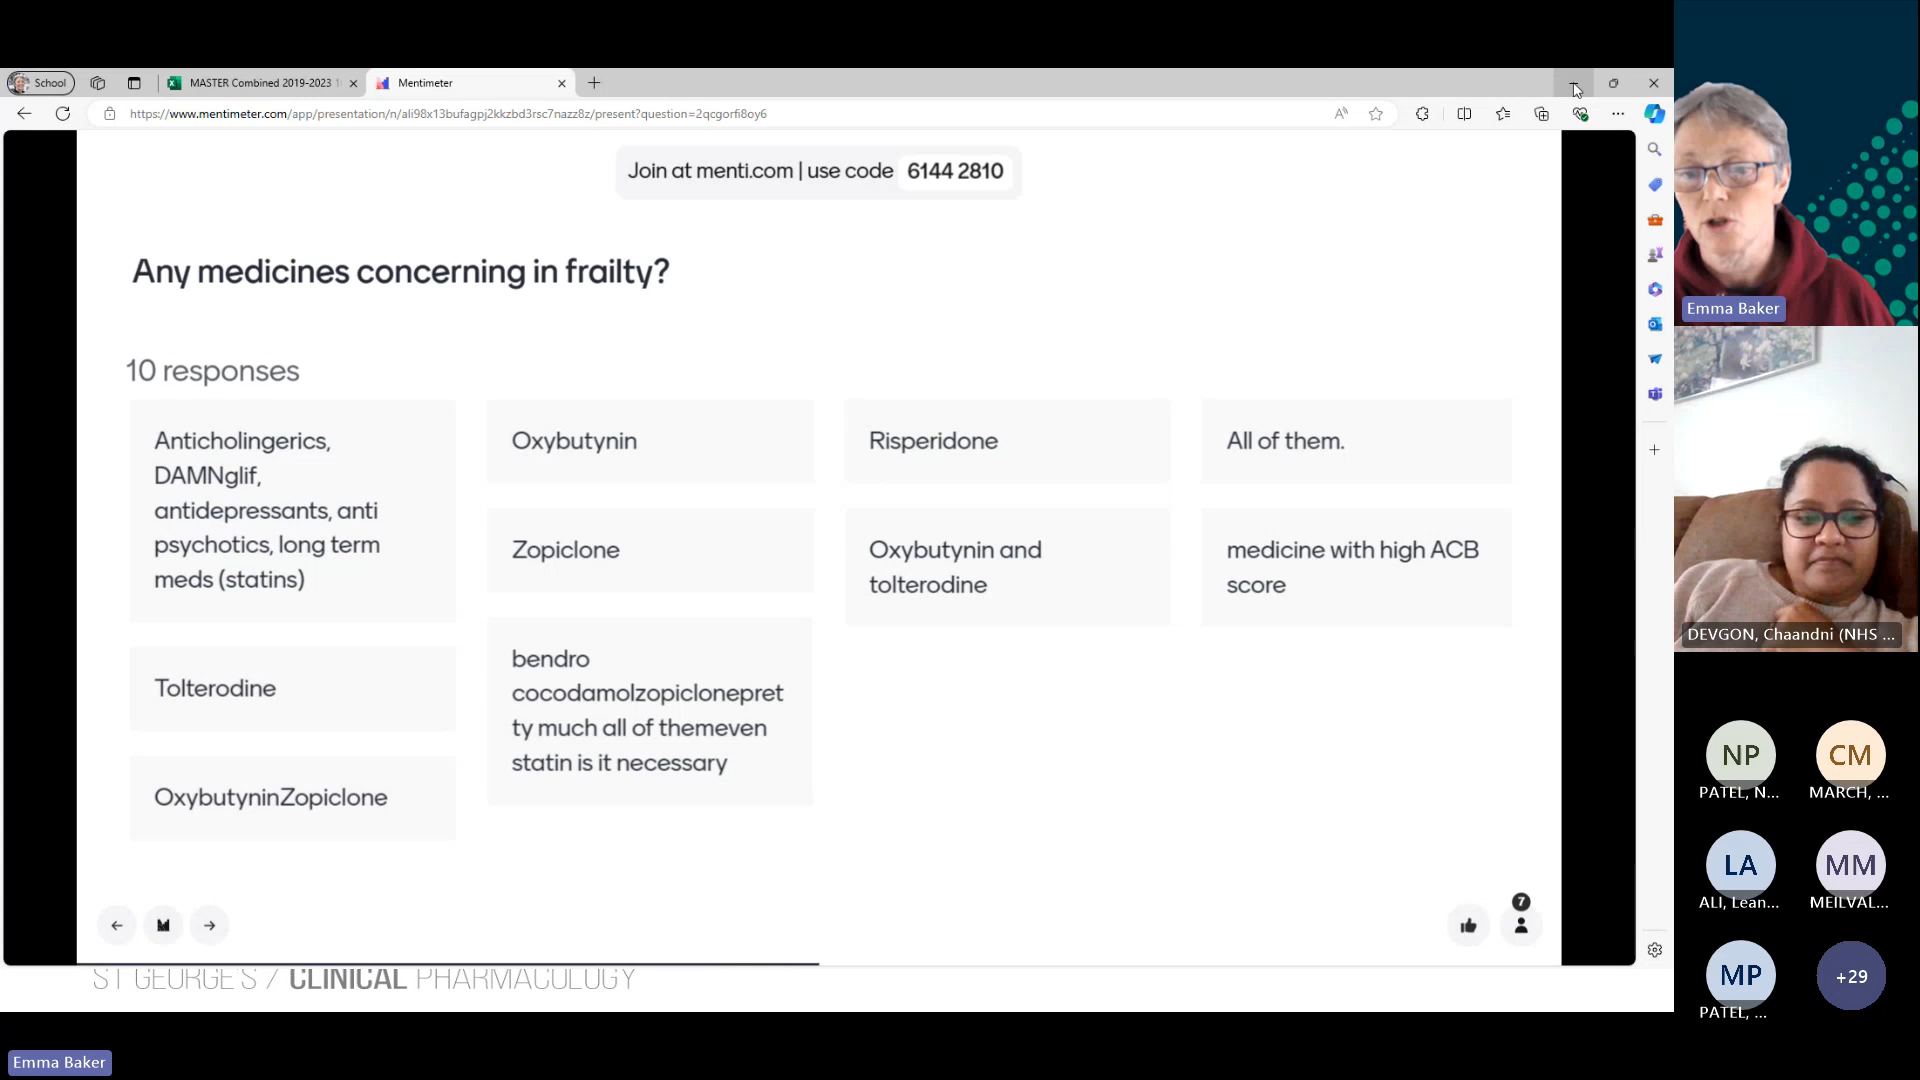 School
MASTER Combined 2019-2023
Mentimeter
https://www.mentimeter.com/app/presentation/n/ali98x13bufagpj2kkzbd3rsc7nazz8z/present?question=2qcgorfi8oy6
Join at menti.com | use code 6144 2810
Any medicines concerning in frailty?
10 responses
Anticholingerics,
DAMNglif,
antidepressants, anti
psychotics, long term
meds (statins)
Tolterodine
OxybutyninZopiclone
Oxybutynin
Zopiclone
bendro
cocodamolzopiclonepret
ty much all of themeven
statin is it necessary
Risperidone
Oxybutynin and
tolterodine
All of them.
medicine with high ACB
score
7
ST GEORGE'S / CLINICAL PHARMACOLOGY
Emma Baker
DEVGON, Chaandni (NHS ...
NP
PATEL, N...
CM
MARCH, ...
LA
ALI, Lean...
MM
MEILVAL...
MP
PATEL, ...
+29
Emma Baker